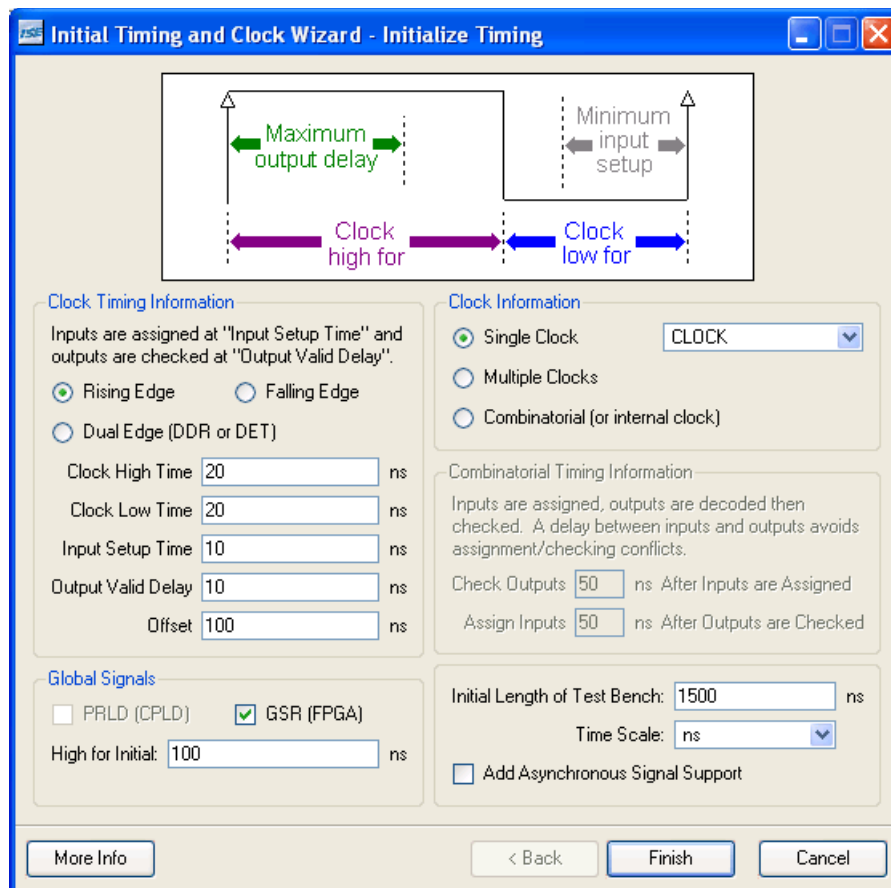 ISE Initial Timing and Clock Wizard - Initialize Timing
Maximum
output delay
Minimum
input
setup
Clock
high for
Clock
low for
Clock Timing Information
Inputs are assigned at "Input Setup Time" and
outputs are checked at "Output Valid Delay".
Rising Edge Falling Edge
Dual Edge (DDR or DET)
Clock High Time 20 ns
Clock Low Time 20 ns
Input Setup Time 10 ns
Output Valid Delay 10 ns
Offset 100 ns
Global Signals
PRLD (CPLD) GSR (FPGA)
High for Initial: 100 ns
Clock Information
Single Clock CLOCK
Multiple Clocks
Combinatorial (or internal clock)
Combinatorial Timing Information
Inputs are assigned, outputs are decoded then
checked. A delay between inputs and outputs avoids
assignment/checking conflicts.
Check Outputs 50 ns After Inputs are Assigned
Assign Inputs 50 ns After Outputs are Checked
Initial Length of Test Bench: 1500 ns
Time Scale: ns
Add Asynchronous Signal Support
More Info < Back Finish Cancel